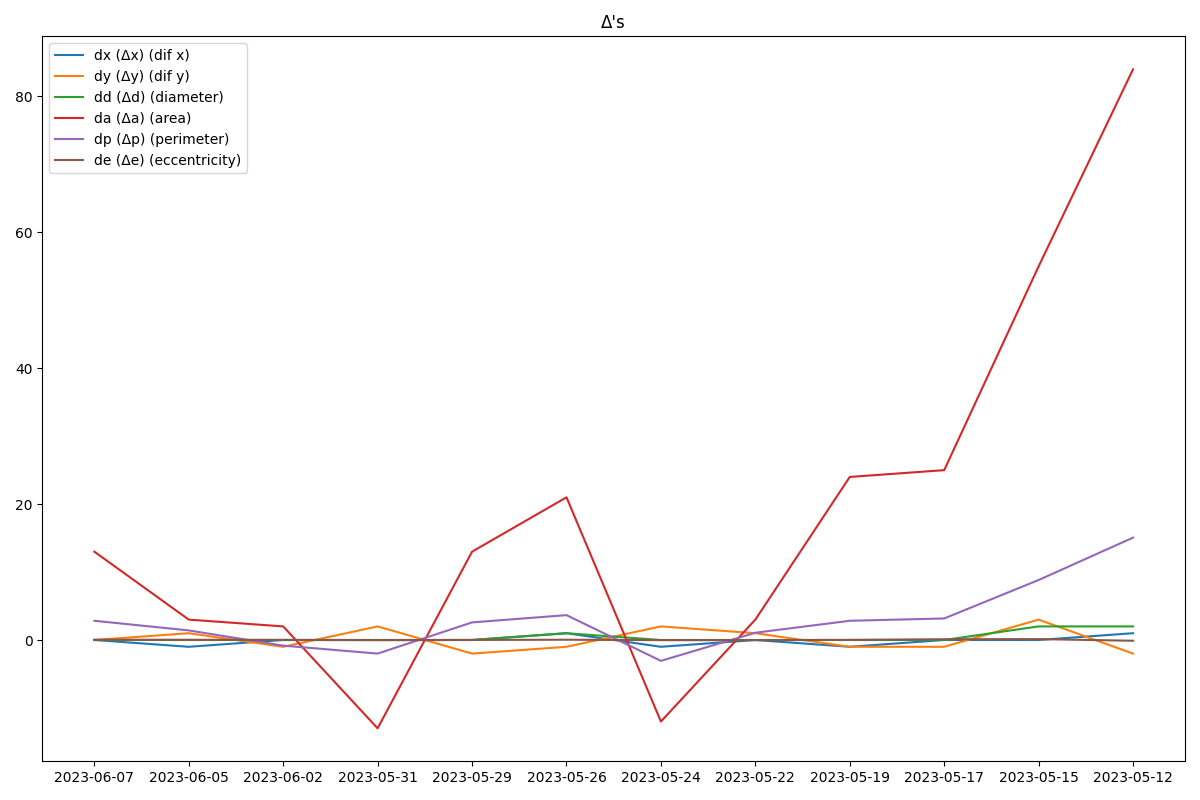 Δ's
dx (Δx) (dif x)
dy (Δy) (dif y)
dd (Δd) (diameter)
da (Δa) (area)
dp (Δp) (perimeter)
de (Δe) (eccentricity)
80
60
40
20
0
2023-06-07 2023-06-05 2023-06-02 2023-05-31 2023-05-29 2023-05-26 2023-05-24 2023-05-22 2023-05-19 2023-05-17 2023-05-15 2023-05-12